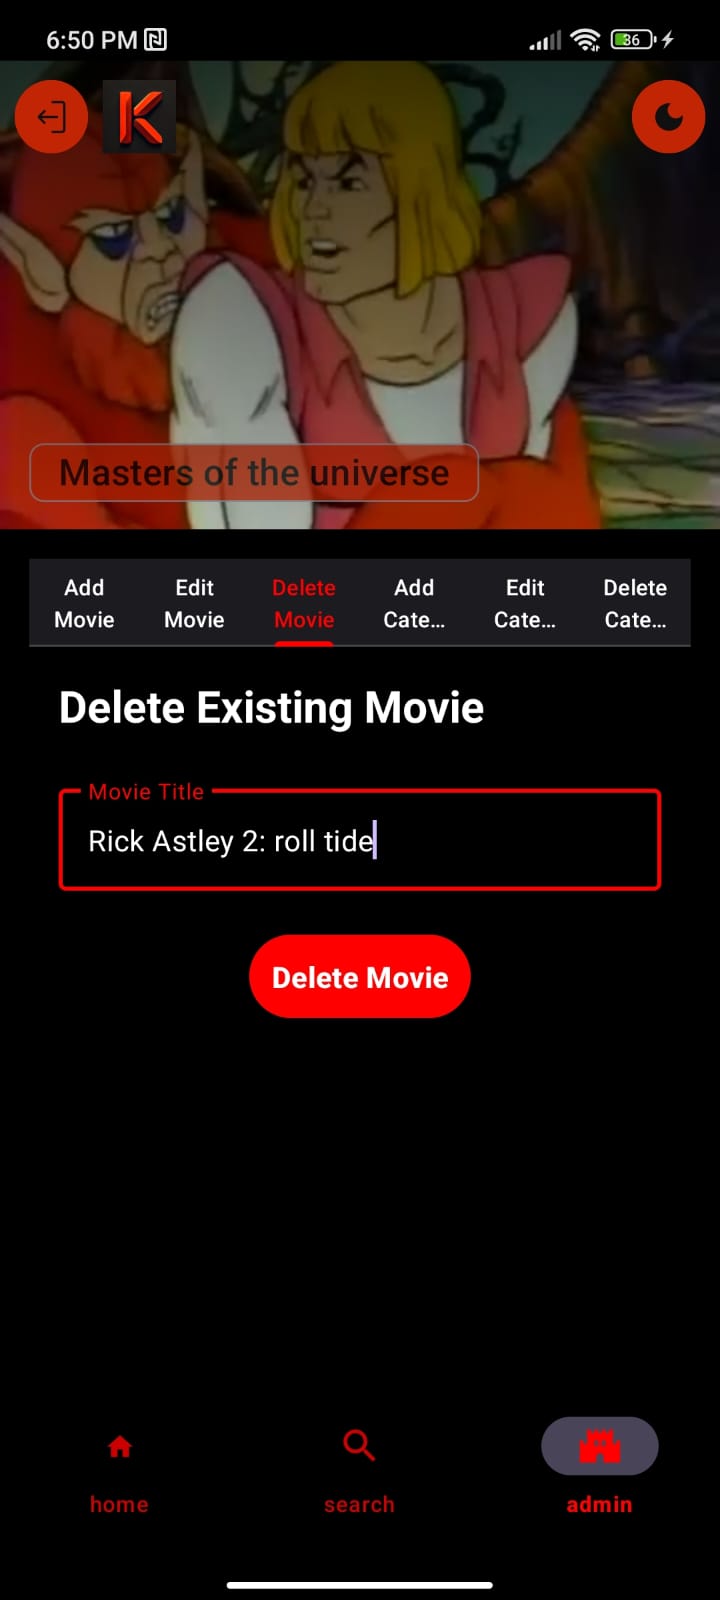 6:50 PM
36
K
Masters of the universe
Add Movie
Edit Movie
Delete Movie
Add Cate...
Edit Cate...
Delete Cate...
Delete Existing Movie
Movie Title
Rick Astley 2: roll tide
Delete Movie
home
search
admin